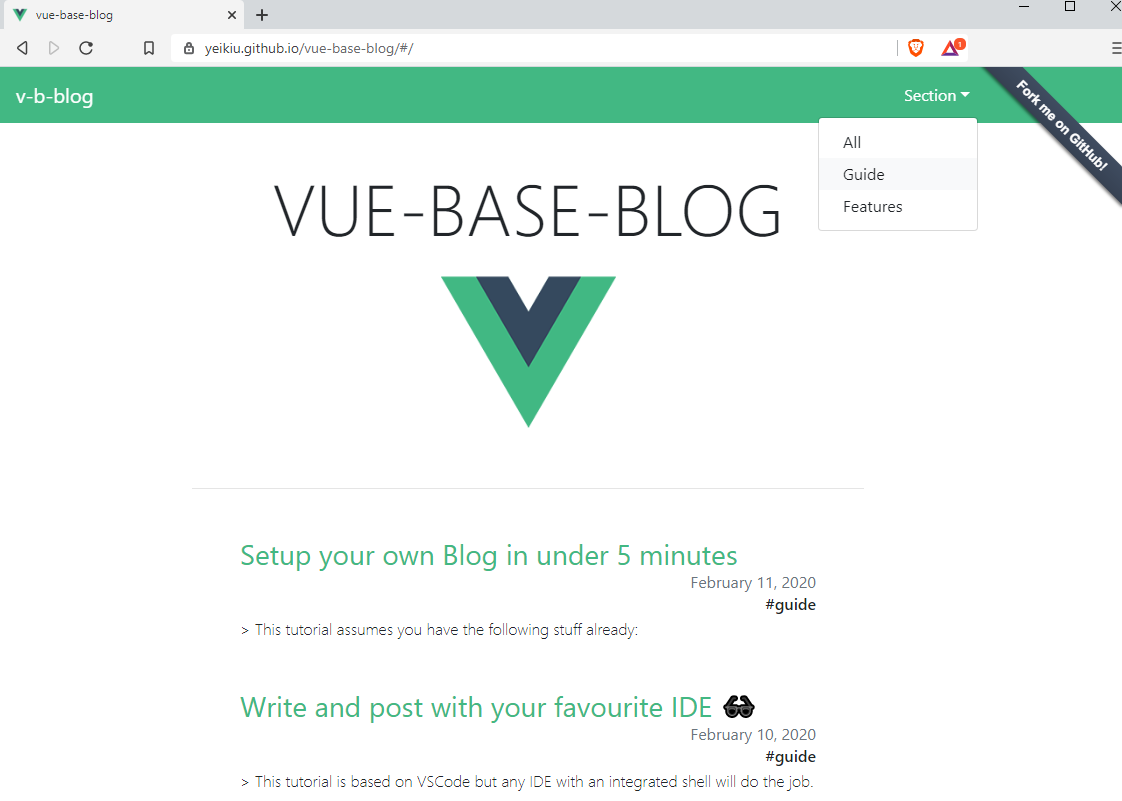 vue-base-blog
yeikiu.github.io/vue-base-blog/#/
1
v-b-blog
Section
Fork me on GitHub!
All
Guide
Features
VUE-BASE-BLOG
Setup your own Blog in under 5 minutes
February 11, 2020
#guide
> This tutorial assumes you have the following stuff already:
Write and post with your favourite IDE 🕶
February 10, 2020
#guide
> This tutorial is based on VSCode but any IDE with an integrated shell will do the job.